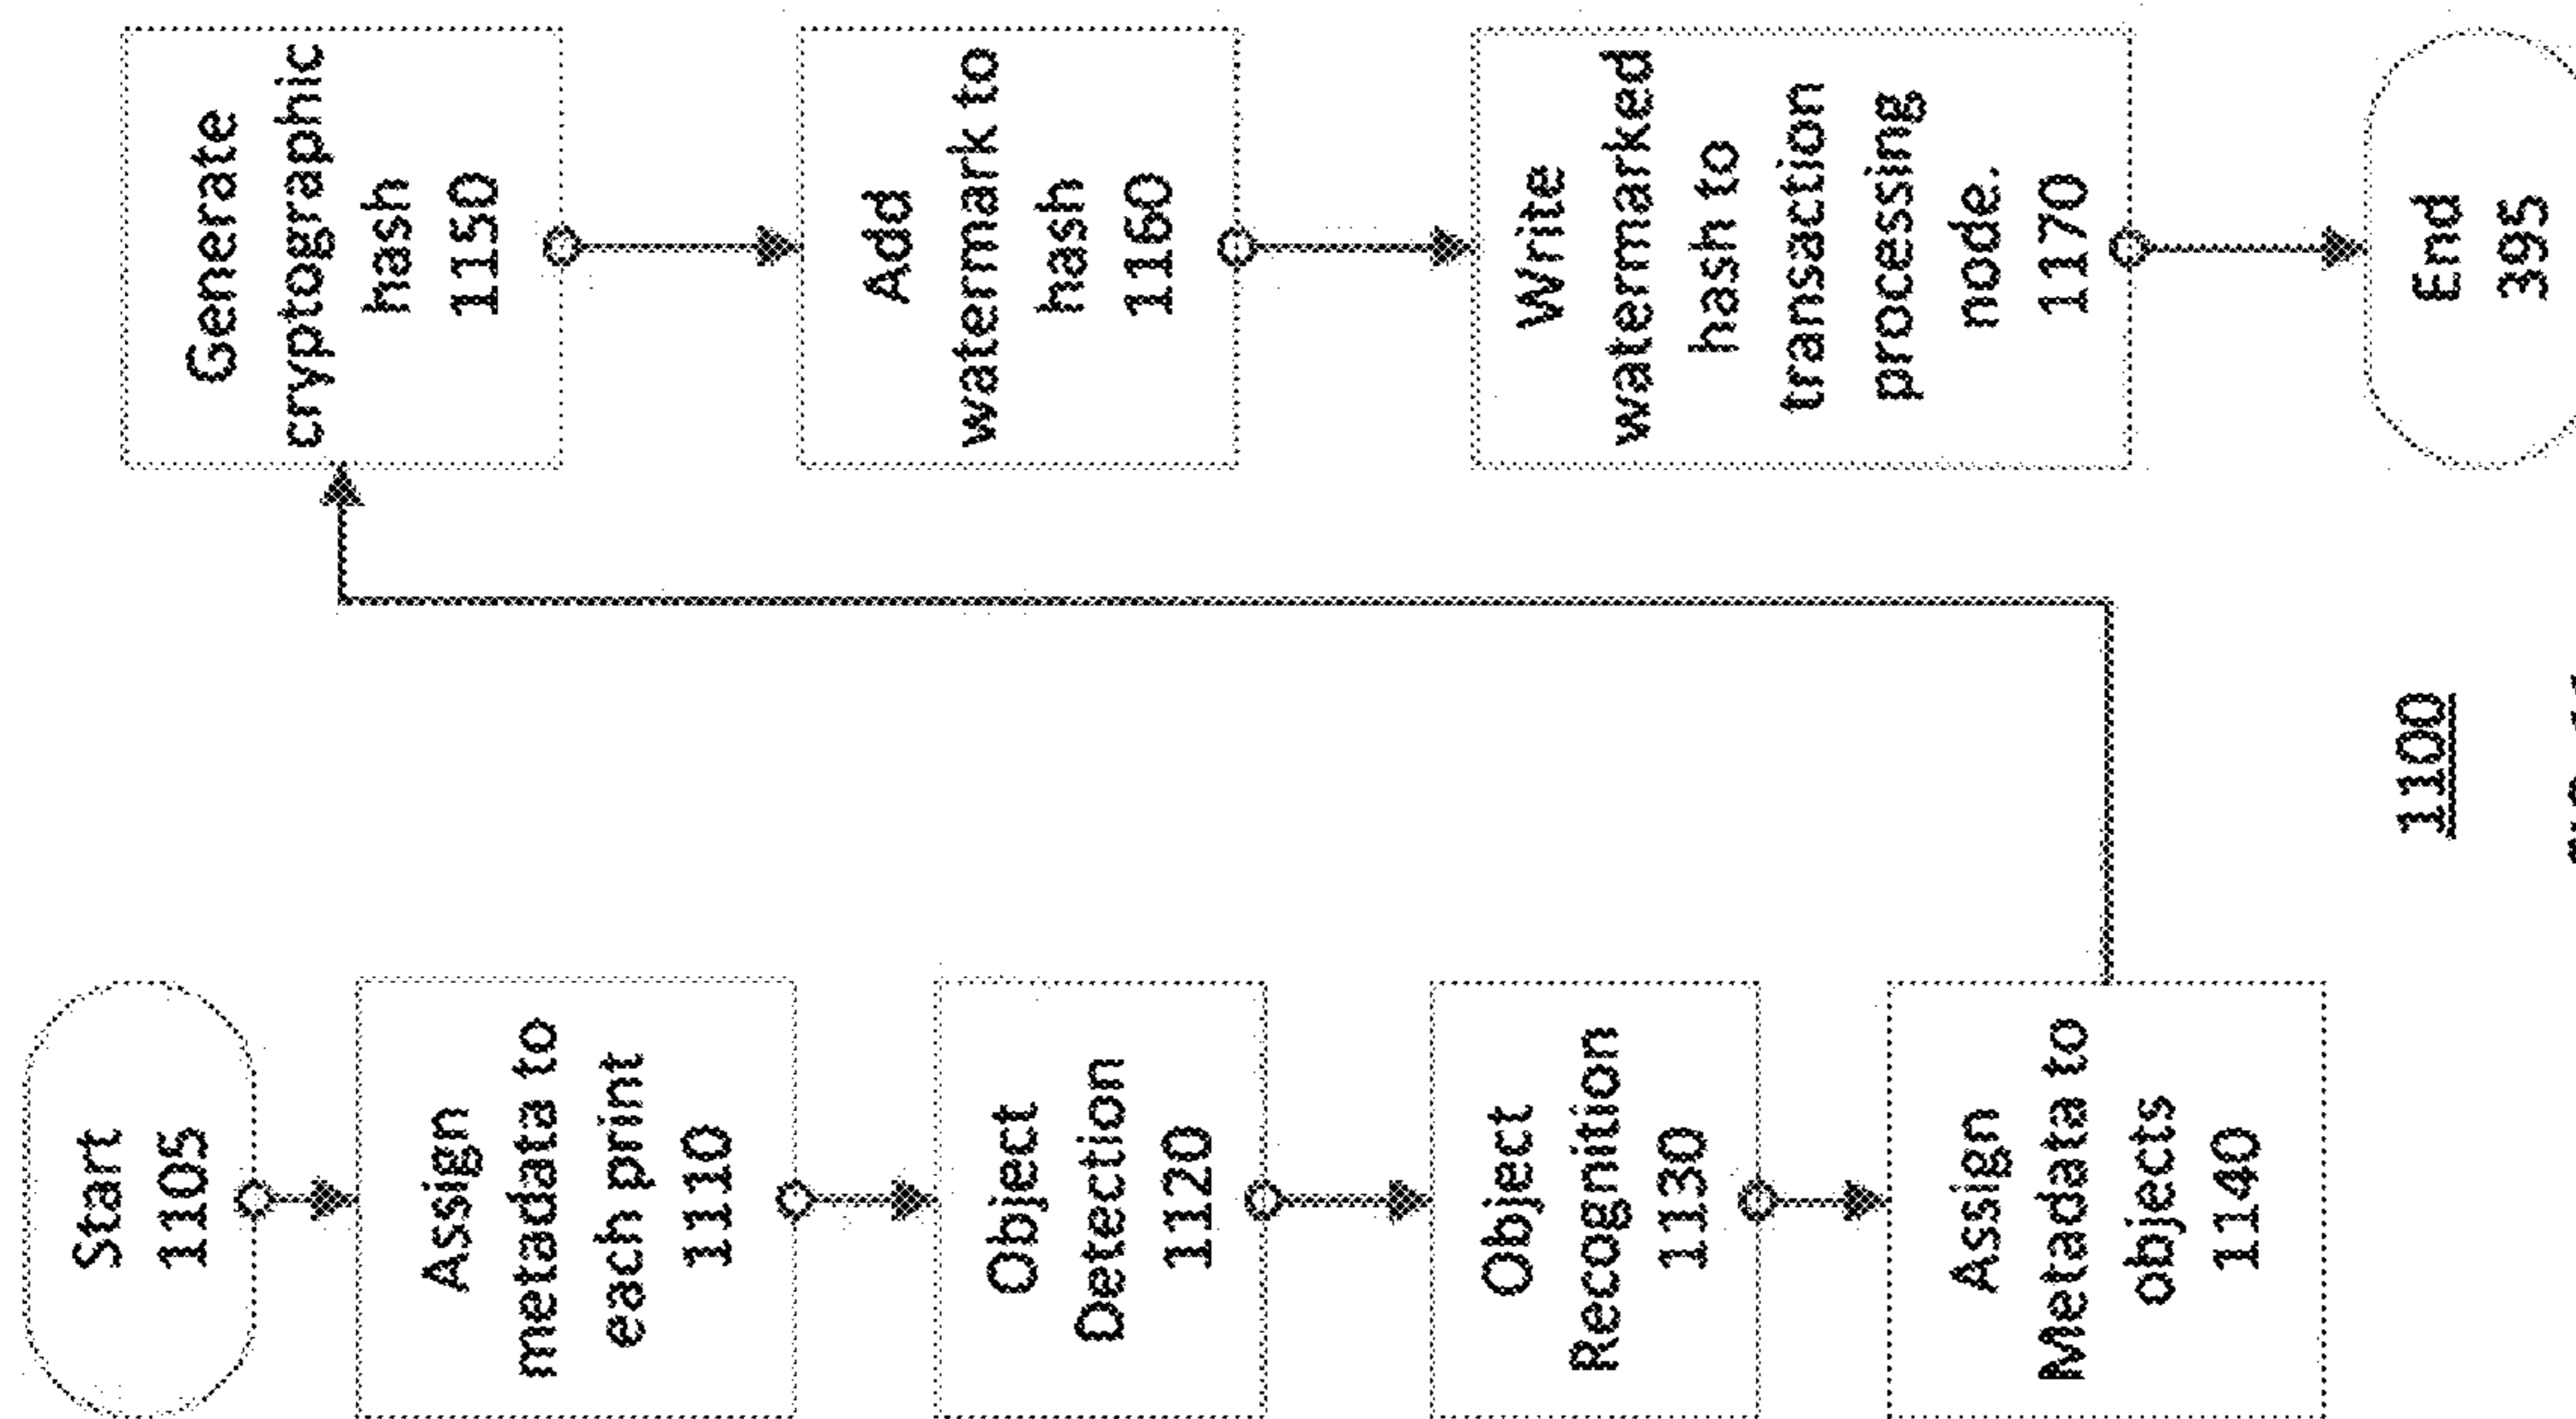 Start
1105
Assign
metadata to
each print
1110
Object
Detection
1120
Object
Recognition
1130
Assign
Metadata to
objects
1140
Generate
cryptographic
hash
1150
Add
watermark to
hash
1160
Write
watermarked
hash to
transaction
processing
node.
1170
End
395
1100